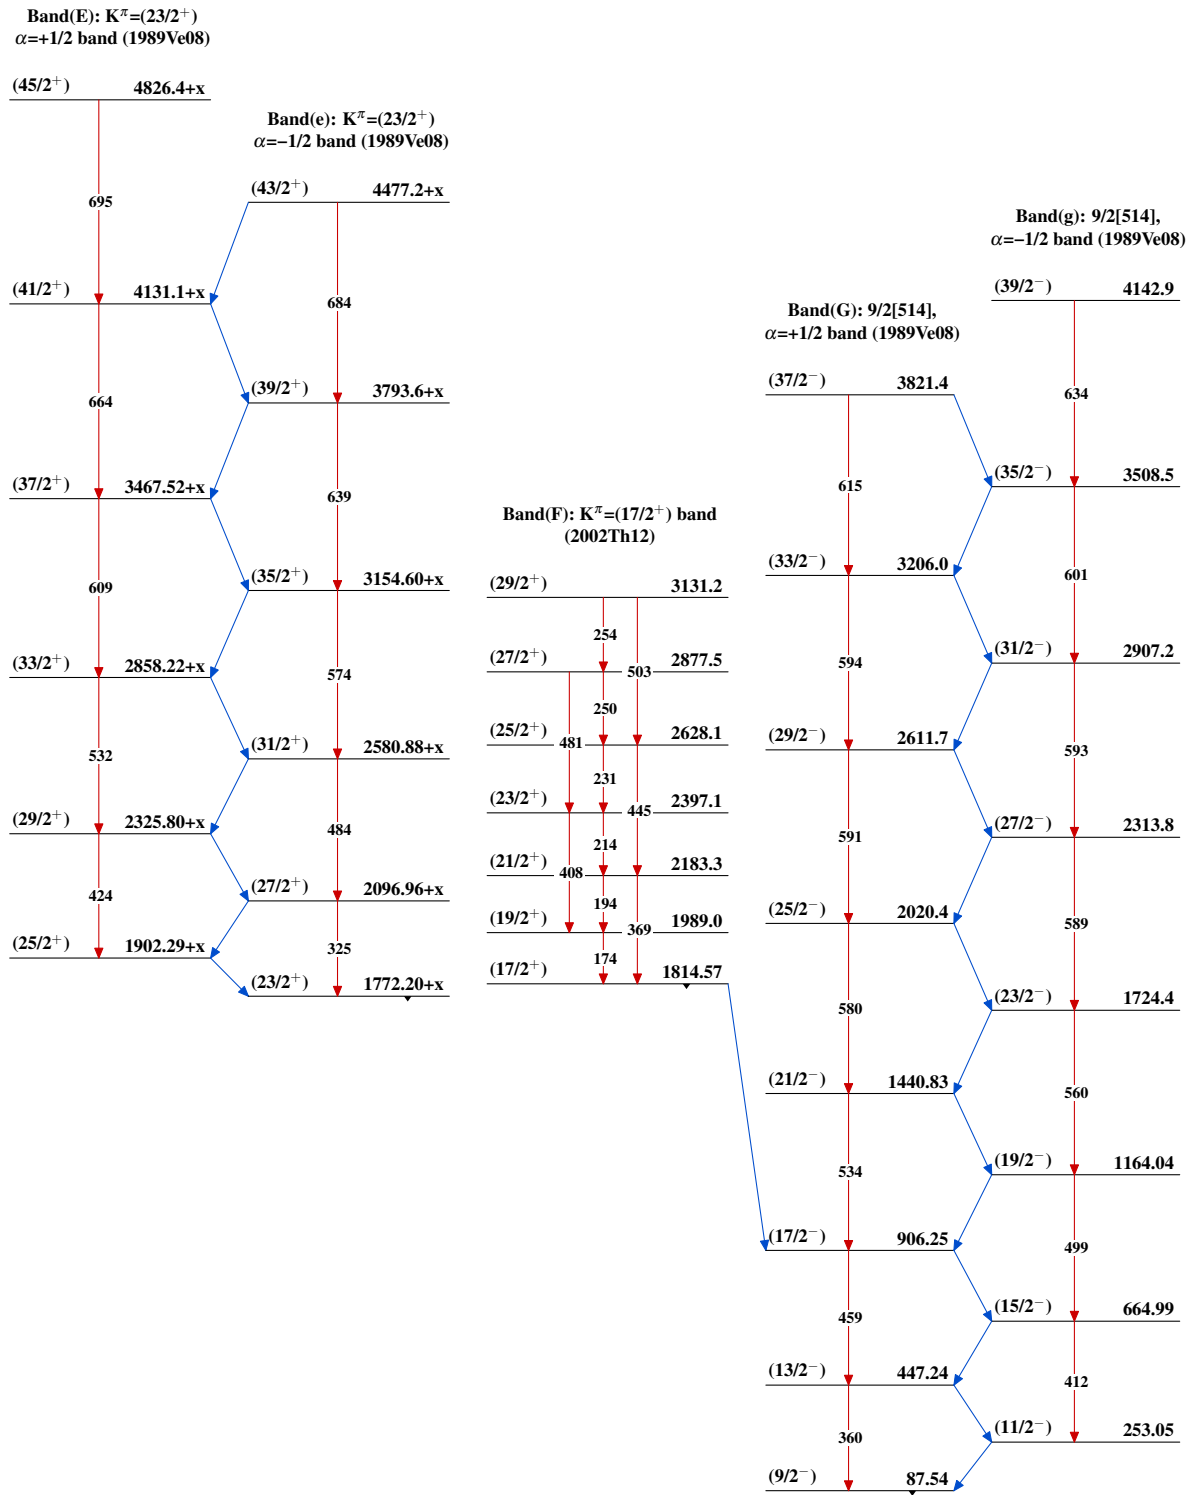 Band(E): K^π=(23/2⁺)
α=+1/2 band (1989Ve08)
(45/2⁺) 4826.4+x
695
(41/2⁺) 4131.1+x
664
(37/2⁺) 3467.52+x
609
(33/2⁺) 2858.22+x
532
(29/2⁺) 2325.80+x
424
(25/2⁺) 1902.29+x
Band(e): K^π=(23/2⁺)
α=−1/2 band (1989Ve08)
(43/2⁺) 4477.2+x
684
(39/2⁺) 3793.6+x
639
(35/2⁺) 3154.60+x
574
(31/2⁺) 2580.88+x
484
(27/2⁺) 2096.96+x
325
(23/2⁺) 1772.20+x
Band(F): K^π=(17/2⁺) band
(2002Th12)
(29/2⁺) 3131.2
254
503
(27/2⁺) 2877.5
250
481
(25/2⁺) 2628.1
231
445
(23/2⁺) 2397.1
214
408
(21/2⁺) 2183.3
194
369
(19/2⁺) 1989.0
174
(17/2⁺) 1814.57
Band(G): 9/2[514],
α=+1/2 band (1989Ve08)
(37/2⁻) 3821.4
615
(33/2⁻) 3206.0
594
(29/2⁻) 2611.7
591
(25/2⁻) 2020.4
580
(21/2⁻) 1440.83
534
(17/2⁻) 906.25
459
(13/2⁻) 447.24
360
(9/2⁻) 87.54
Band(g): 9/2[514],
α=−1/2 band (1989Ve08)
(39/2⁻) 4142.9
634
(35/2⁻) 3508.5
601
(31/2⁻) 2907.2
593
(27/2⁻) 2313.8
589
(23/2⁻) 1724.4
560
(19/2⁻) 1164.04
499
(15/2⁻) 664.99
412
(11/2⁻) 253.05